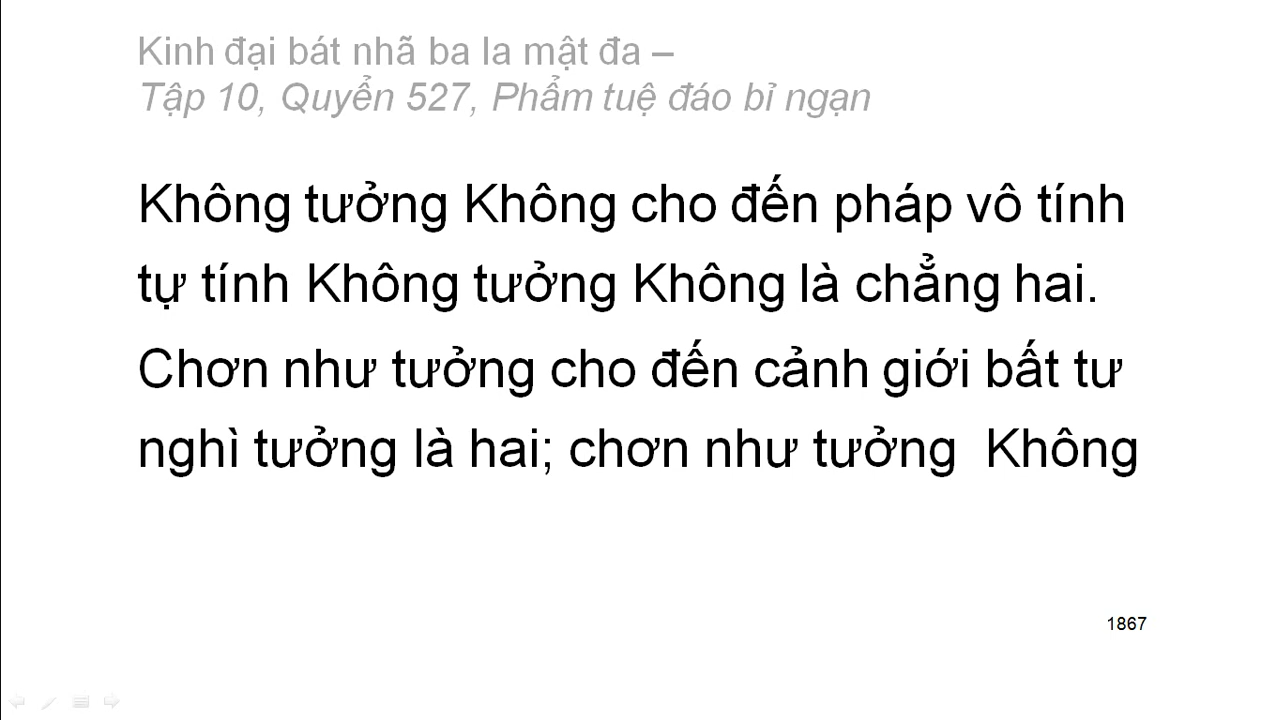 Kinh đại bát nhã ba la mật đa –
Tập 10, Quyển 527, Phẩm tuệ đáo bỉ ngạn
Không tưởng Không cho đến pháp vô tính
tự tính Không tưởng Không là chẳng hai.
Chơn như tưởng cho đến cảnh giới bất tư
nghì tưởng là hai; chơn như tưởng  Không
1867